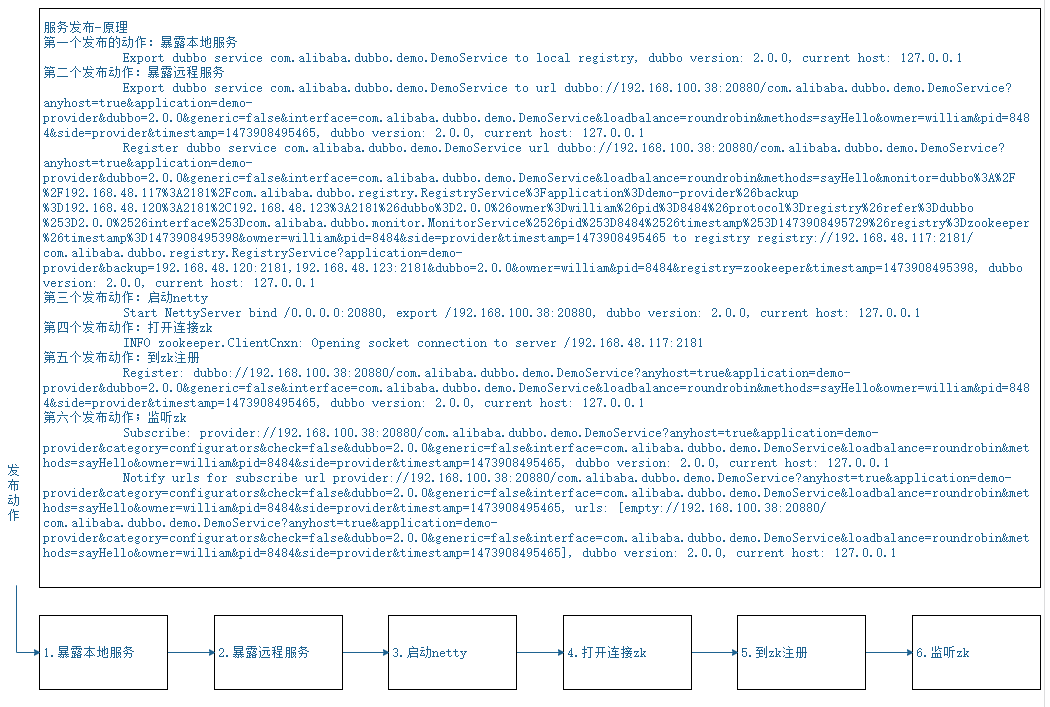 服务发布-原理
第一个发布的动作：暴露本地服务
Export dubbo service com.alibaba.dubbo.demo.DemoService to local registry, dubbo version: 2.0.0, current host: 127.0.0.1
第二个发布动作：暴露远程服务
Export dubbo service com.alibaba.dubbo.demo.DemoService to url dubbo://192.168.100.38:20880/com.alibaba.dubbo.demo.DemoService?
anyhost=true&application=demo-
provider&dubbo=2.0.0&generic=false&interface=com.alibaba.dubbo.demo.DemoService&loadbalance=roundrobin&methods=sayHello&owner=william&pid=848
4&side=provider&timestamp=1473908495465, dubbo version: 2.0.0, current host: 127.0.0.1
Register dubbo service com.alibaba.dubbo.demo.DemoService url dubbo://192.168.100.38:20880/com.alibaba.dubbo.demo.DemoService?
anyhost=true&application=demo-
provider&dubbo=2.0.0&generic=false&interface=com.alibaba.dubbo.demo.DemoService&loadbalance=roundrobin&methods=sayHello&monitor=dubbo%3A%2F
%2F192.168.48.117%3A2181%2Fcom.alibaba.dubbo.registry.RegistryService%3Fapplication%3Ddemo-provider%26backup
%3D192.168.48.120%3A2181%2C192.168.48.123%3A2181%26dubbo%3D2.0.0%26owner%3Dwilliam%26pid%3D8484%26protocol%3Dregistry%26refer%3Ddubbo
%253D2.0.0%2526interface%253Dcom.alibaba.dubbo.monitor.MonitorService%2526pid%253D8484%2526timestamp%253D1473908495729%26registry%3Dzookeeper
%26timestamp%3D1473908495398&owner=william&pid=8484&side=provider&timestamp=1473908495465 to registry registry://192.168.48.117:2181/
com.alibaba.dubbo.registry.RegistryService?application=demo-
provider&backup=192.168.48.120:2181,192.168.48.123:2181&dubbo=2.0.0&owner=william&pid=8484&registry=zookeeper&timestamp=1473908495398, dubbo
version: 2.0.0, current host: 127.0.0.1
第三个发布动作：启动netty
Start NettyServer bind /0.0.0.0:20880, export /192.168.100.38:20880, dubbo version: 2.0.0, current host: 127.0.0.1
第四个发布动作：打开连接zk
INFO zookeeper.ClientCnxn: Opening socket connection to server /192.168.48.117:2181
第五个发布动作：到zk注册
Register: dubbo://192.168.100.38:20880/com.alibaba.dubbo.demo.DemoService?anyhost=true&application=demo-
provider&dubbo=2.0.0&generic=false&interface=com.alibaba.dubbo.demo.DemoService&loadbalance=roundrobin&methods=sayHello&owner=william&pid=848
4&side=provider&timestamp=1473908495465, dubbo version: 2.0.0, current host: 127.0.0.1
第六个发布动作；监听zk
Subscribe: provider://192.168.100.38:20880/com.alibaba.dubbo.demo.DemoService?anyhost=true&application=demo-
provider&category=configurators&check=false&dubbo=2.0.0&generic=false&interface=com.alibaba.dubbo.demo.DemoService&loadbalance=roundrobin&met
hods=sayHello&owner=william&pid=8484&side=provider&timestamp=1473908495465, dubbo version: 2.0.0, current host: 127.0.0.1
Notify urls for subscribe url provider://192.168.100.38:20880/com.alibaba.dubbo.demo.DemoService?anyhost=true&application=demo-
provider&category=configurators&check=false&dubbo=2.0.0&generic=false&interface=com.alibaba.dubbo.demo.DemoService&loadbalance=roundrobin&met
hods=sayHello&owner=william&pid=8484&side=provider&timestamp=1473908495465, urls: [empty://192.168.100.38:20880/
com.alibaba.dubbo.demo.DemoService?anyhost=true&application=demo-
provider&category=configurators&check=false&dubbo=2.0.0&generic=false&interface=com.alibaba.dubbo.demo.DemoService&loadbalance=roundrobin&met
hods=sayHello&owner=william&pid=8484&side=provider&timestamp=1473908495465], dubbo version: 2.0.0, current host: 127.0.0.1
发布动作
1.暴露本地服务
2.暴露远程服务
3.启动netty
4.打开连接zk
5.到zk注册
6.监听zk